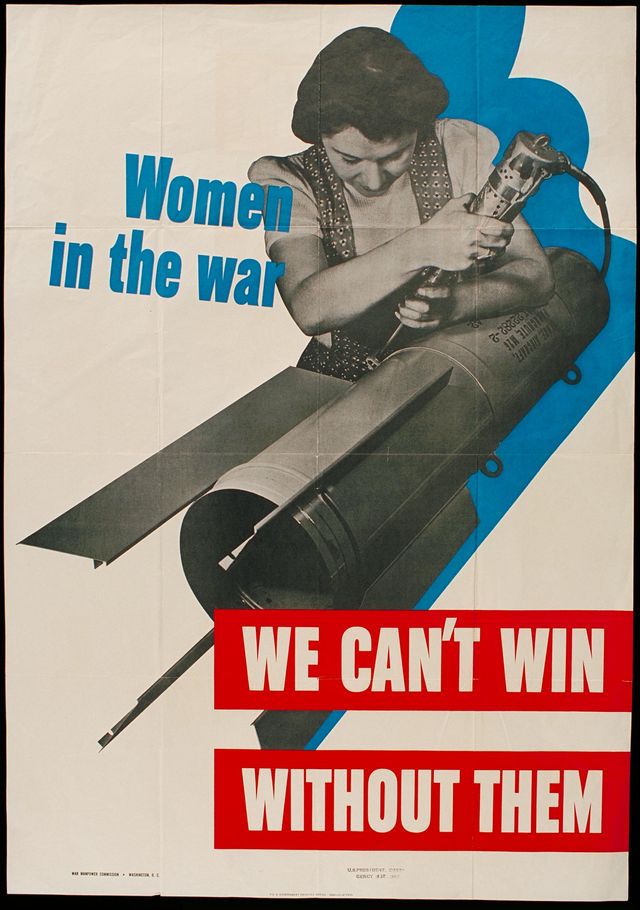 Women
in the war
WE CAN'T WIN
WITHOUT THEM
WAR MANPOWER COMMISSION • WASHINGTON, D. C.